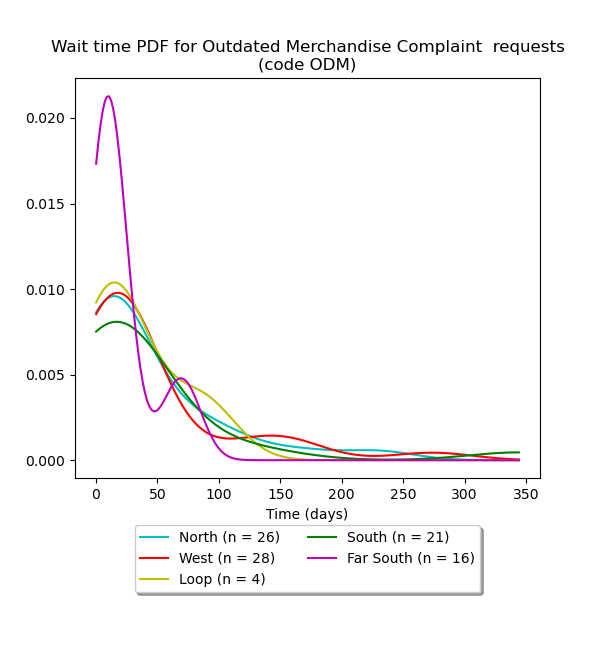 Wait time PDF for Outdated Merchandise Complaint  requests
(code ODM)
0.020
0.015
0.010
0.005
0.000
0 50 100 150 200 250 300 350
Time (days)
North (n = 26)
West (n = 28)
Loop (n = 4)
South (n = 21)
Far South (n = 16)